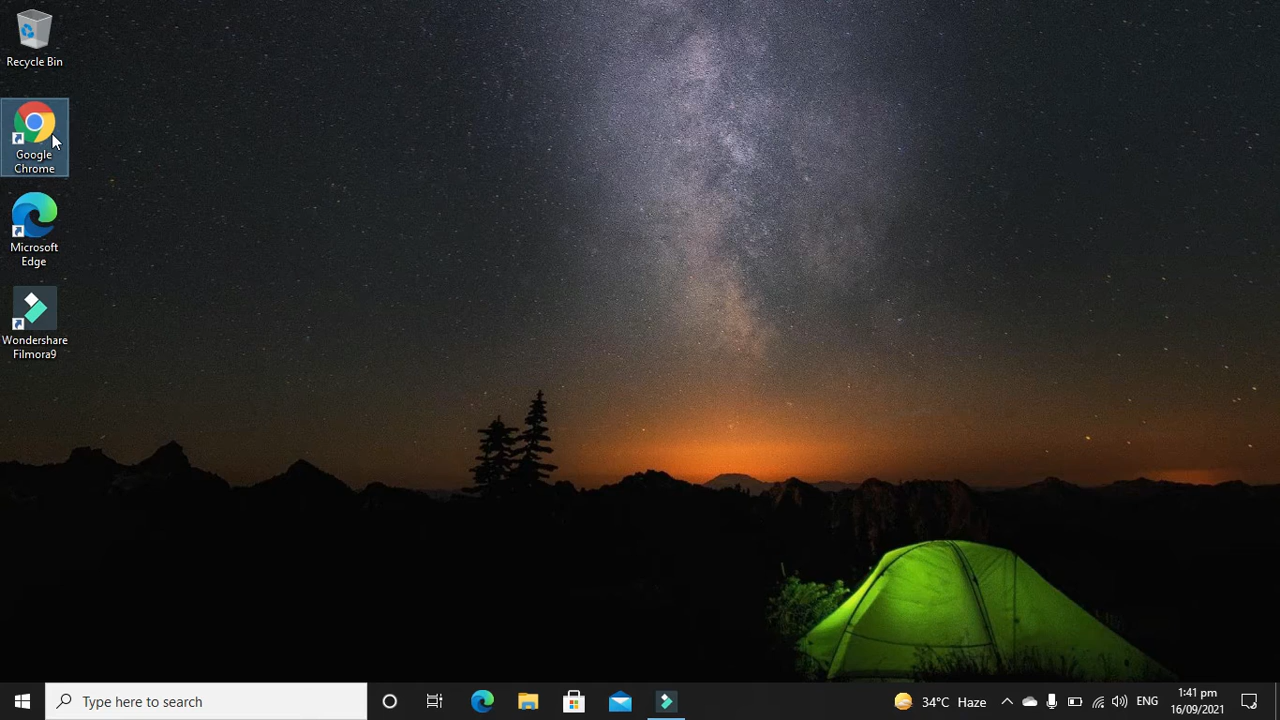 Recycle Bin
Google
Chrome
Microsoft
Edge
Wondershare
Filmora9
Type here to search
34°C Haze
ENG
1:41 pm
16/09/2021